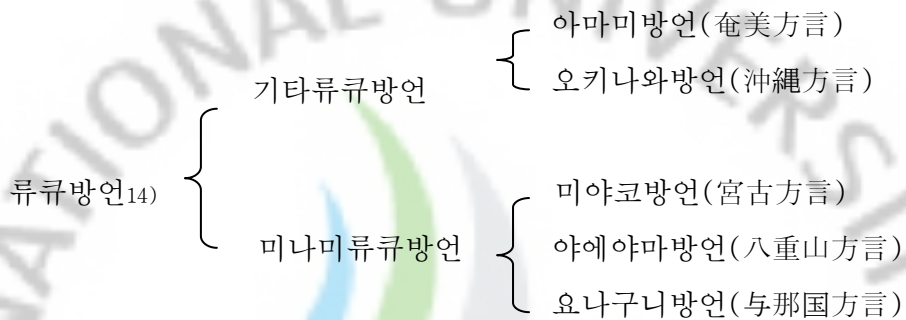 아마미방언(奄美方言)
기타류큐방언
오키나와방언(沖縄方言)
류큐방언14)
미야코방언(宮古方言)
미나미류큐방언
야에야마방언(八重山方言)
요나구니방언(与那国方言)
NATIONAL UNIVERSI